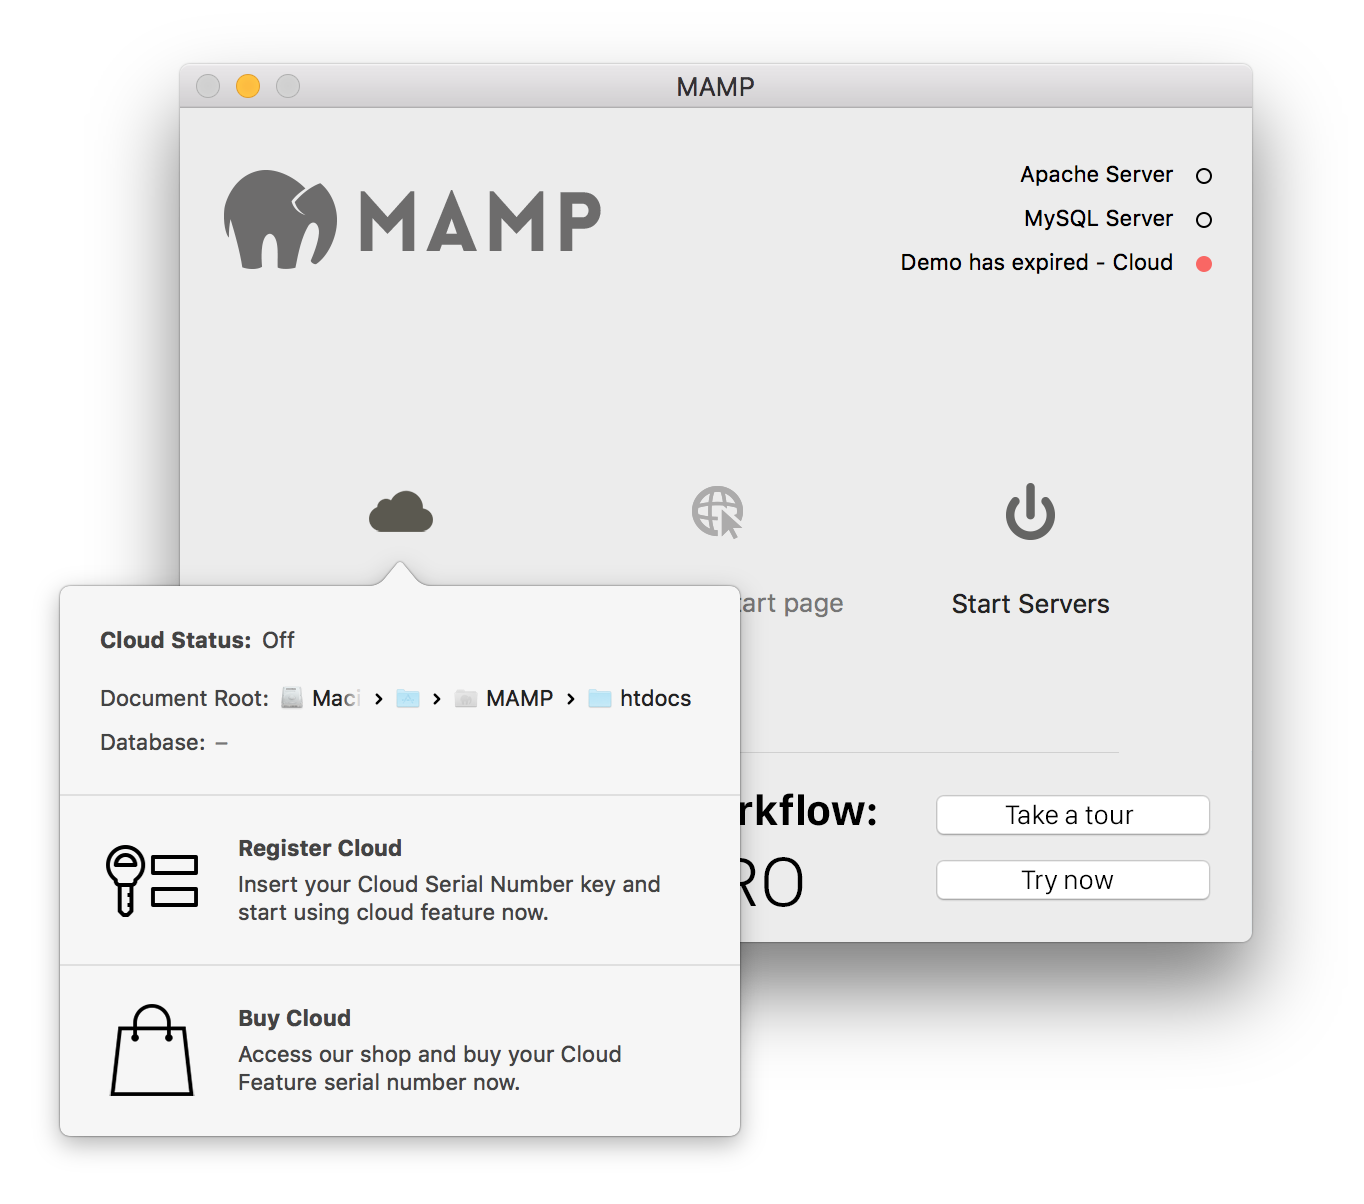 MAMP
MAMP
Apache Server
MySQL Server
Demo has expired - Cloud
art page
Start Servers
Cloud Status: Off
Document Root: Maci > > MAMP > htdocs
Database: –
rkflow:
RO
Take a tour
Try now
Register Cloud
Insert your Cloud Serial Number key and
start using cloud feature now.
Buy Cloud
Access our shop and buy your Cloud
Feature serial number now.